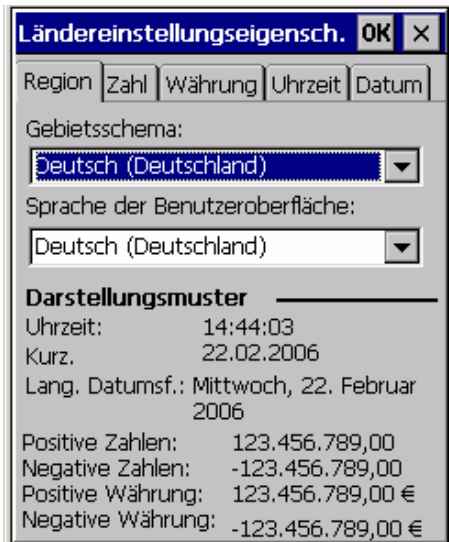 Ländereinstellungseigensch. OK ×
Region Zahl Währung Uhrzeit Datum
Gebietsschema:
Deutsch (Deutschland)
Sprache der Benutzeroberfläche:
Deutsch (Deutschland)
Darstellungsmuster
Uhrzeit: 14:44:03
Kurz. 22.02.2006
Lang. Datumsf.: Mittwoch, 22. Februar
2006
Positive Zahlen: 123.456.789,00
Negative Zahlen: -123.456.789,00
Positive Währung: 123.456.789,00 €
Negative Währung: -123.456.789,00 €